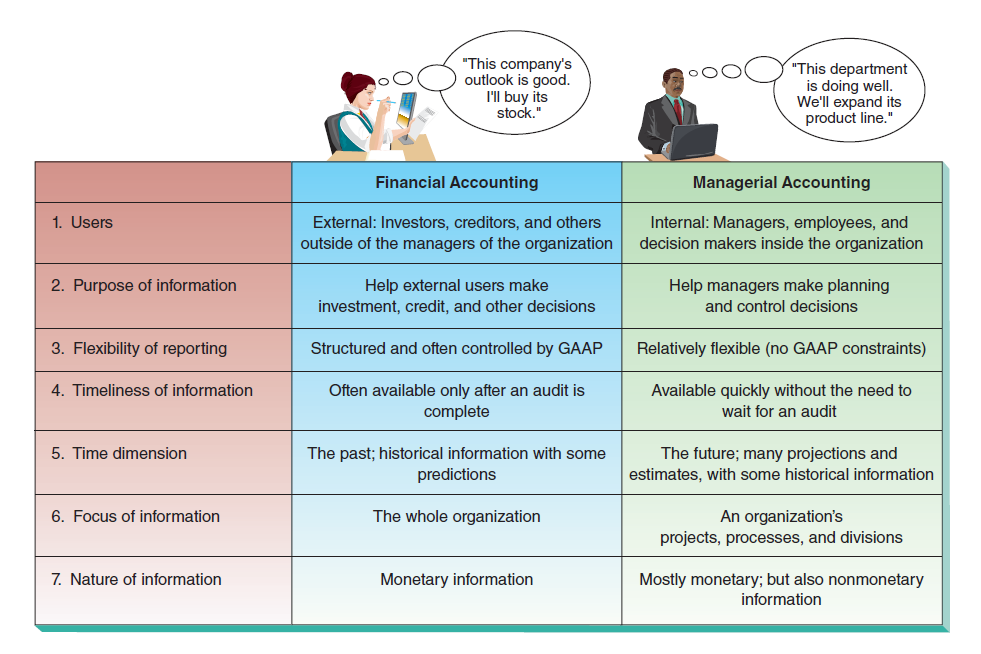 "This company's
outlook is good.
I'll buy its
stock."
"This department
is doing well.
We'll expand its
product line."
Financial Accounting
Managerial Accounting
1. Users
External: Investors, creditors, and others
outside of the managers of the organization
Internal: Managers, employees, and
decision makers inside the organization
2. Purpose of information
Help external users make
investment, credit, and other decisions
Help managers make planning
and control decisions
3. Flexibility of reporting
Structured and often controlled by GAAP
Relatively flexible (no GAAP constraints)
4. Timeliness of information
Often available only after an audit is
complete
Available quickly without the need to
wait for an audit
5. Time dimension
The past; historical information with some
predictions
The future; many projections and
estimates, with some historical information
6. Focus of information
The whole organization
An organization’s
projects, processes, and divisions
7. Nature of information
Monetary information
Mostly monetary; but also nonmonetary
information